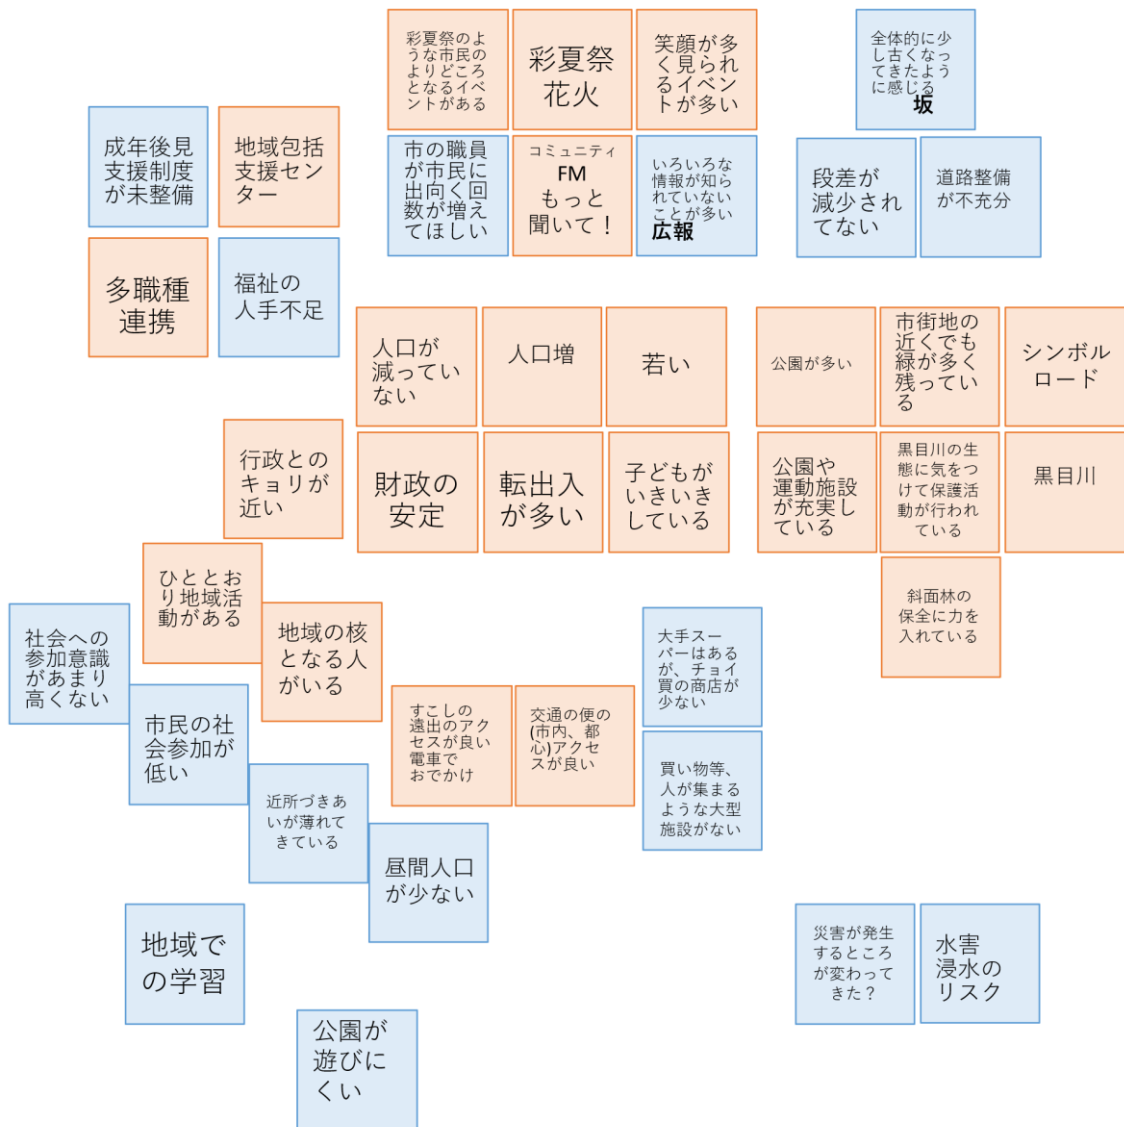 彩夏祭のよ
うな市民の
よりどころ
となるイベ
ントがある
彩夏祭
花火
笑顔が多
く見られ
るイベン
トが多い
全体的に少
し古くなっ
てきたよう
に感じる
坂
成年後見
支援制度
が未整備
地域包括
支援セン
ター
市の職員
が市民に
出向く回
数が増え
てほしい
コミュニティ
FM
もっと
聞いて！
いろいろな
情報が知ら
れていない
ことが多い
広報
段差が
減少され
てない
道路整備
が不充分
多職種
連携
福祉の
人手不足
人口が
減ってい
ない
人口増
若い
公園が多い
市街地の
近くでも
緑が多く
残ってい
る
シンボル
ロード
行政との
キョリが
近い
財政の
安定
転出入
が多い
子どもが
いきいき
している
公園や
運動施設
が充実し
ている
黒目川の生
態に気をつ
けて保護活
動が行われ
ている
黒目川
ひととお
り地域活
動がある
地域の核
となる人
がいる
斜面林の
保全に力を
入れている
社会への
参加意識
があまり
高くない
市民の社
会参加が
低い
すこしの
遠出のアク
セスが良い
電車で
おでかけ
交通の便の
(市内、都
心)アクセ
スが良い
大手スー
パーはある
が、チョイ
買の商店が
少ない
買い物等、
人が集まる
ような大型
施設がない
近所づきあ
いが薄れて
きている
昼間人口
が少ない
地域で
の学習
公園が
遊びに
くい
災害が発生
するところ
が変わって
きた？
水害
浸水の
リスク